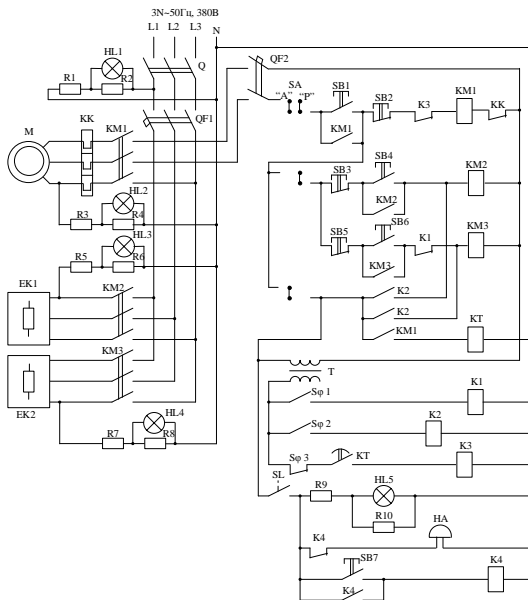 3N~50Гц, 380В
L1 L2 L3 N
HL1
Q
QF2
R1 R2
SA
SB1
"А" "Р"
SB2 K3 KM1 KK
KK
QF1
M
KM1
KM1
SB3 SB4 KM2
HL2
KM2
R3 R4
HL3
SB5 SB6 K1 KM3
R5 R6
KM3
EK1
KM2
K2
K2
KM1 KT
KM3
T
EK2
Sφ 1 K1
HL4
Sφ 2 K2
R7 R8
Sφ 3 KT K3
SL
R9 HL5
R10
HA
K4
SB7
K4
K4